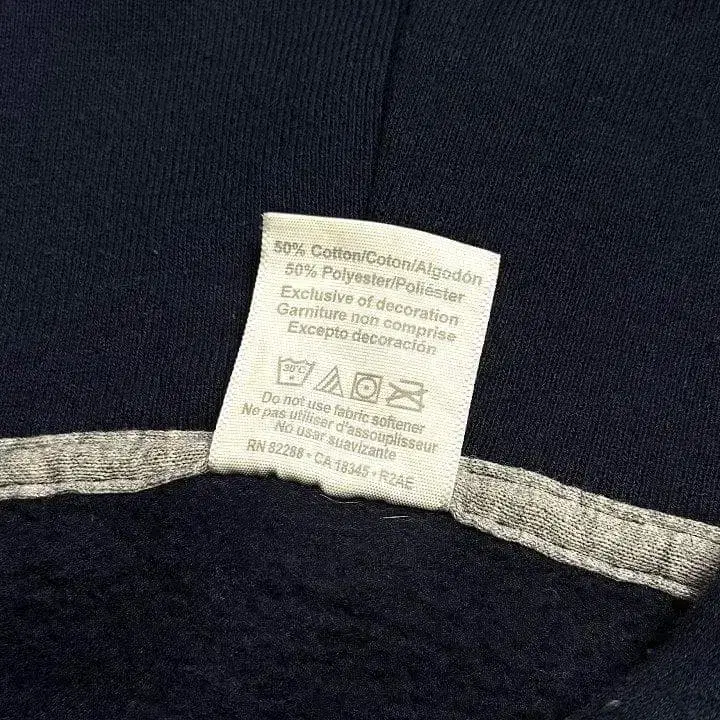 50% Cotton/Coton/Algodón
50% Polyester/Poliéster
Exclusive of decoration
Garniture non comprise
Excepto decoración
30°C
Do not use fabric softener
Ne pas utiliser d'assouplisseur
No usar suavizante
RN 82288 • CA 18345 • R2AE